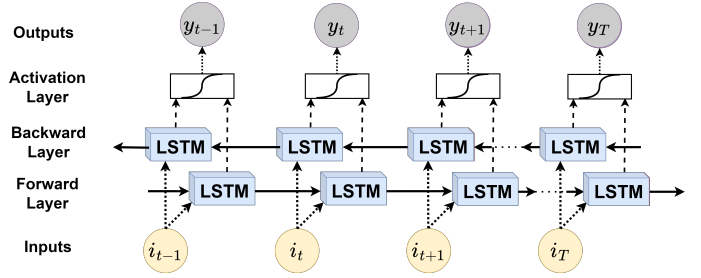 Outputs
y_{t−1} y_t y_{t+1} y_T
Activation
Layer
Backward
Layer
LSTM LSTM LSTM LSTM
Forward
Layer
LSTM LSTM LSTM LSTM
Inputs
i_{t−1} i_t i_{t+1} i_T